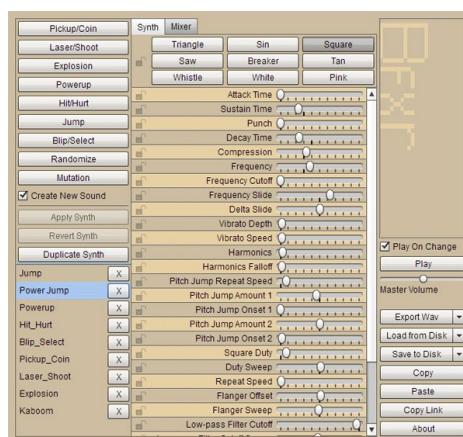 Pickup/Coin
Laser/Shoot
Explosion
Powerup
Hit/Hurt
Jump
Blip/Select
Randomize
Mutation
Create New Sound
Apply Synth
Revert Synth
Duplicate Synth
Jump X
Power Jump X
Powerup X
Hit_Hurt X
Blip_Select X
Pickup_Coin X
Laser_Shoot X
Explosion X
Kaboom X
Synth Mixer
Triangle Sin Square
Saw Breaker Tan
Whistle White Pink
Attack Time
Sustain Time
Punch
Decay Time
Compression
Frequency
Frequency Cutoff
Frequency Slide
Delta Slide
Vibrato Depth
Vibrato Speed
Harmonics
Harmonics Falloff
Pitch Jump Repeat Speed
Pitch Jump Amount 1
Pitch Jump Onset 1
Pitch Jump Amount 2
Pitch Jump Onset 2
Square Duty
Duty Sweep
Repeat Speed
Flanger Offset
Flanger Sweep
Low-pass Filter Cutoff
Bfxr
Play On Change
Play
Master Volume
Export Wav
Load from Disk
Save to Disk
Copy
Paste
Copy Link
About